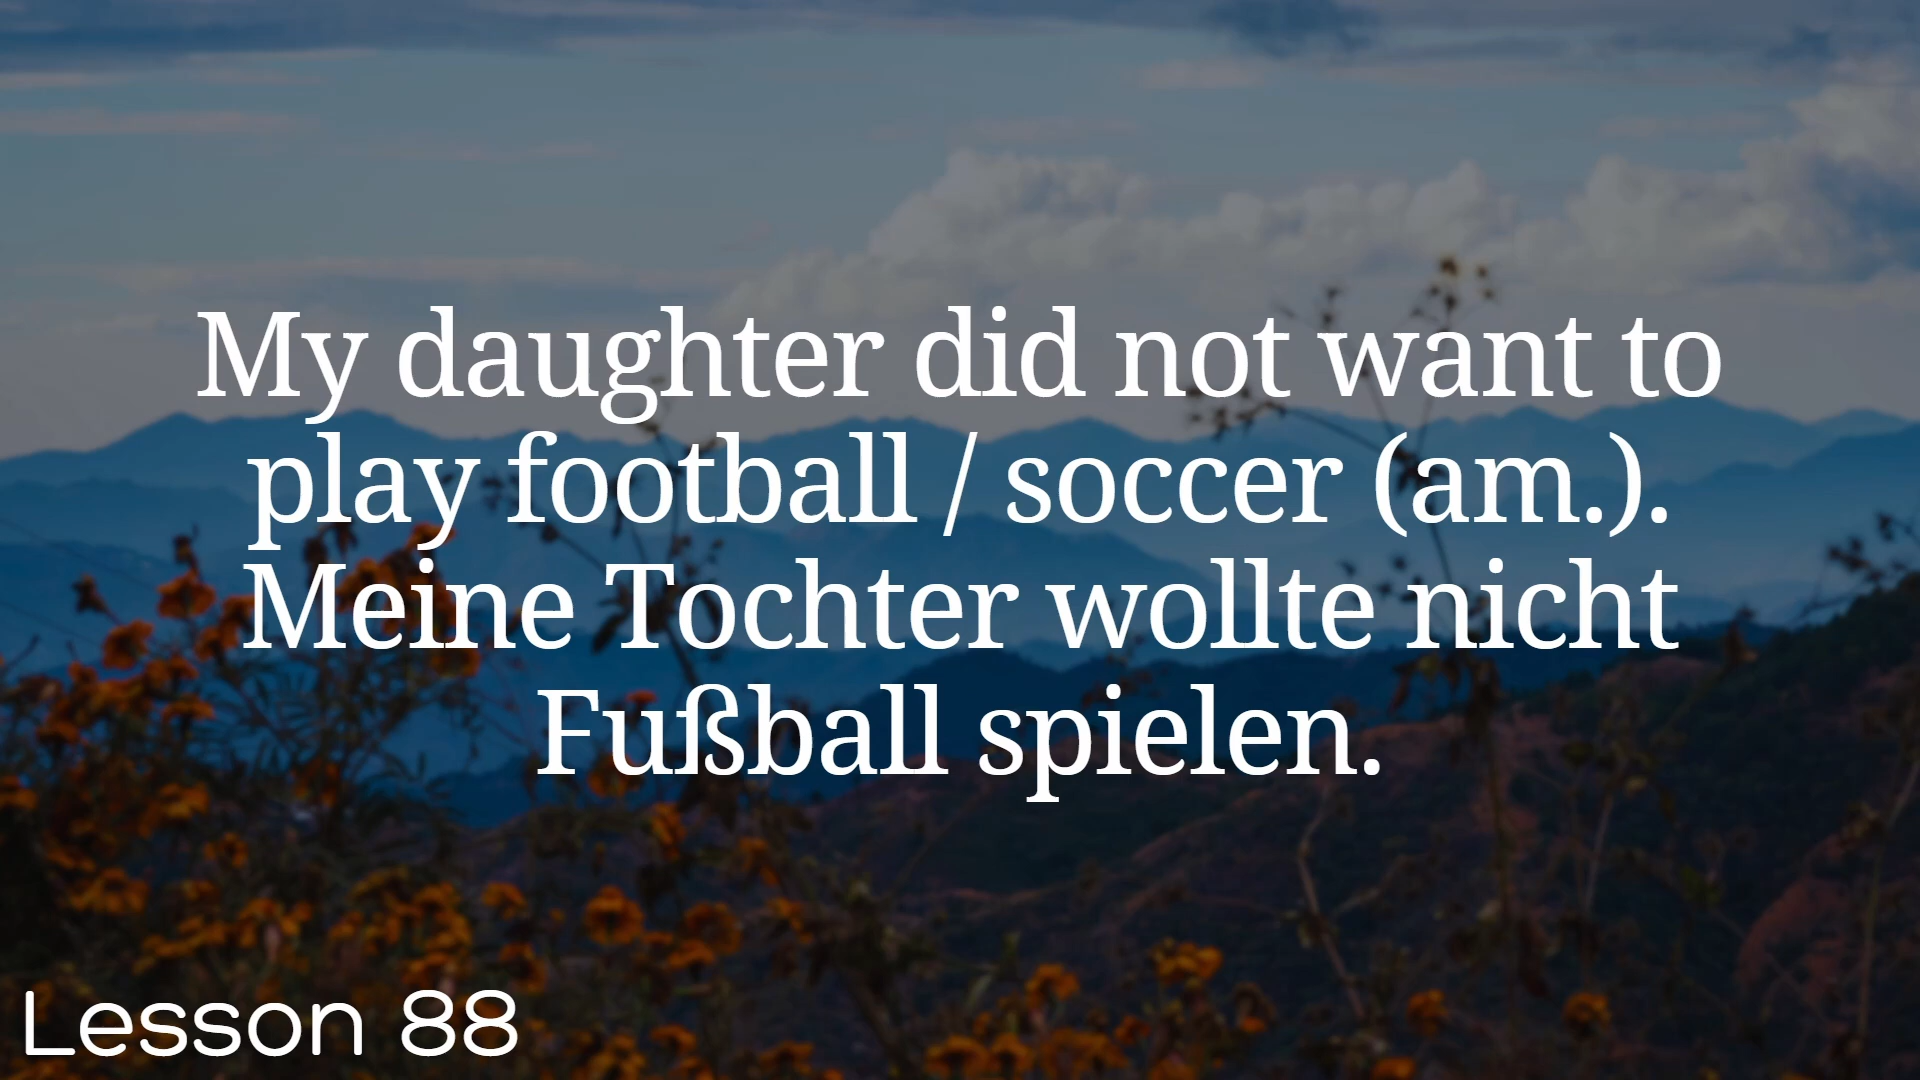 My daughter did not want to
play football / soccer (am.).
Meine Tochter wollte nicht
Fußball spielen.
Lesson 88